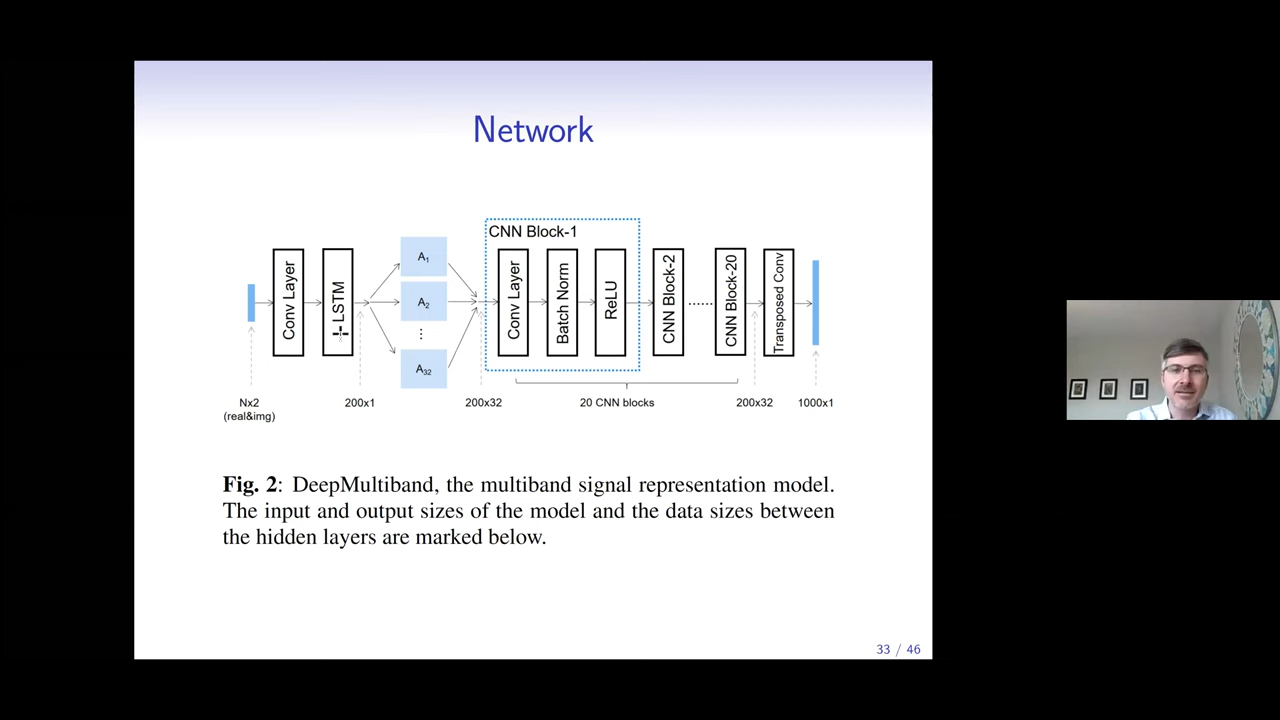 Network
CNN Block-1
Conv Layer
LSTM
A1
A2
⋮
A32
Conv Layer
Batch Norm
ReLU
CNN Block-2
......
CNN Block-20
Transposed Conv
Nx2
(real&img)
200x1
200x32
20 CNN blocks
200x32
1000x1
Fig. 2: DeepMultiband, the multiband signal representation model.
The input and output sizes of the model and the data sizes between
the hidden layers are marked below.
33 / 46